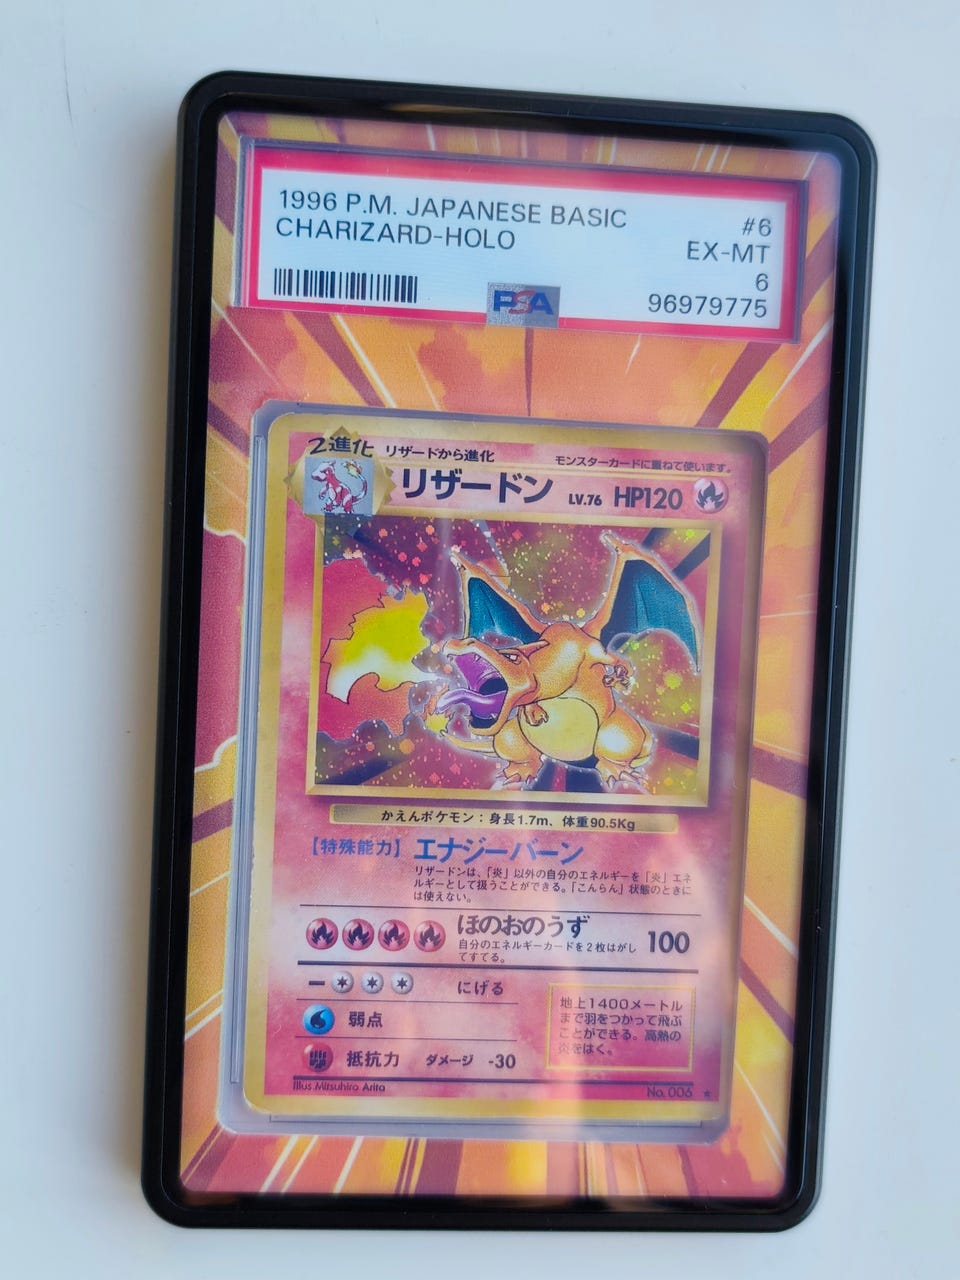 1996 P.M. JAPANESE BASIC #6
CHARIZARD-HOLO EX-MT
6
PSA 96979775
2進化 リザードから進化 モンスターカードに重ねて使います。
リザードン LV.76 HP120
かえんポケモン:身長1.7m、体重90.5Kg
【特殊能力】エナジーバーン
リザードンは、「炎」以外の自分のエネルギーを「炎」エネ
ルギーとして扱うことができる。「こんらん」状態のときに
は使えない。
ほのおのうず 100
自分のエネルギーカードを2枚はがし
てすてる。
にげる
弱点
抵抗力 ダメージ -30
地上1400メートル
まで羽をつかって飛ぶ
ことができる。高熱の
炎をはく。
Illus.Mitsuhiro Arita No.006 ★